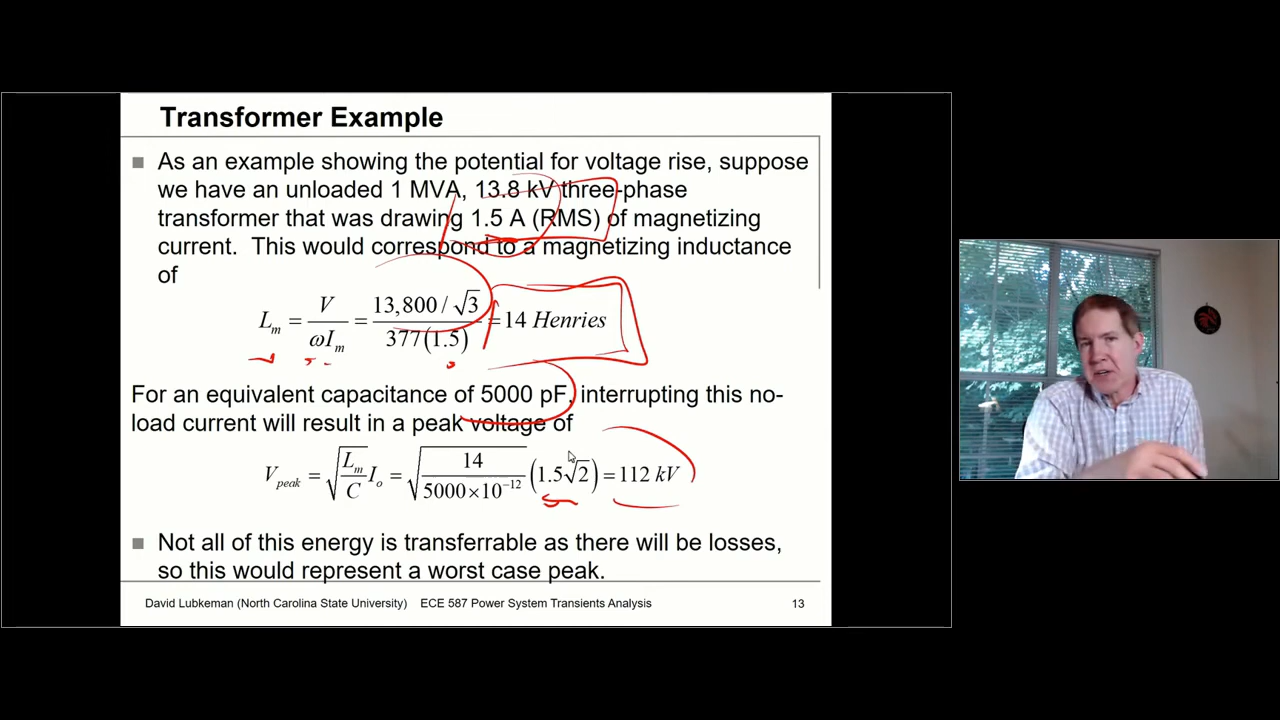 Transformer Example
■ As an example showing the potential for voltage rise, suppose
we have an unloaded 1 MVA, 13.8 kV three-phase
transformer that was drawing 1.5 A (RMS) of magnetizing
current. This would correspond to a magnetizing inductance
of
Lₘ = V / ωIₘ = 13,800 / √3 / 377(1.5) = 14 Henries
For an equivalent capacitance of 5000 pF, interrupting this no-
load current will result in a peak voltage of
V_peak = √(Lₘ / C) Iₒ = √(14 / 5000×10⁻¹²) (1.5√2) = 112 kV
■ Not all of this energy is transferrable as there will be losses,
so this would represent a worst case peak.
David Lubkeman (North Carolina State University) ECE 587 Power System Transients Analysis 13